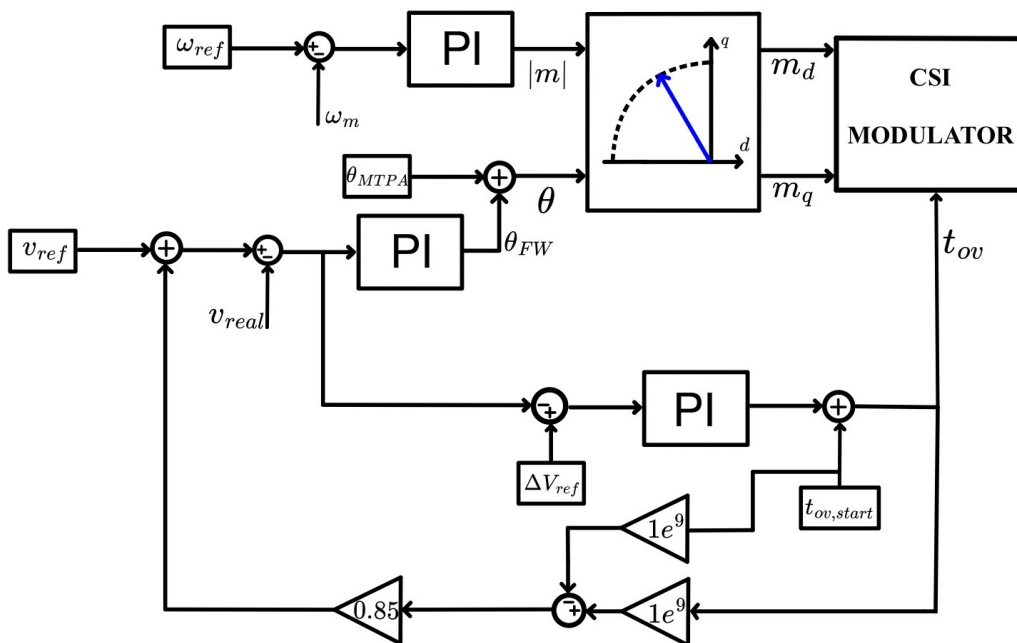 ω_ref
+
−
ω_m
PI
|m|
q
d
m_d
m_q
CSI
MODULATOR
θ_MTPA
+
θ
θ_FW
PI
v_ref
+
+
−
v_real
t_ov
−
+
ΔV_ref
PI
+
t_ov,start
1e^9
−
+
1e^9
0.85